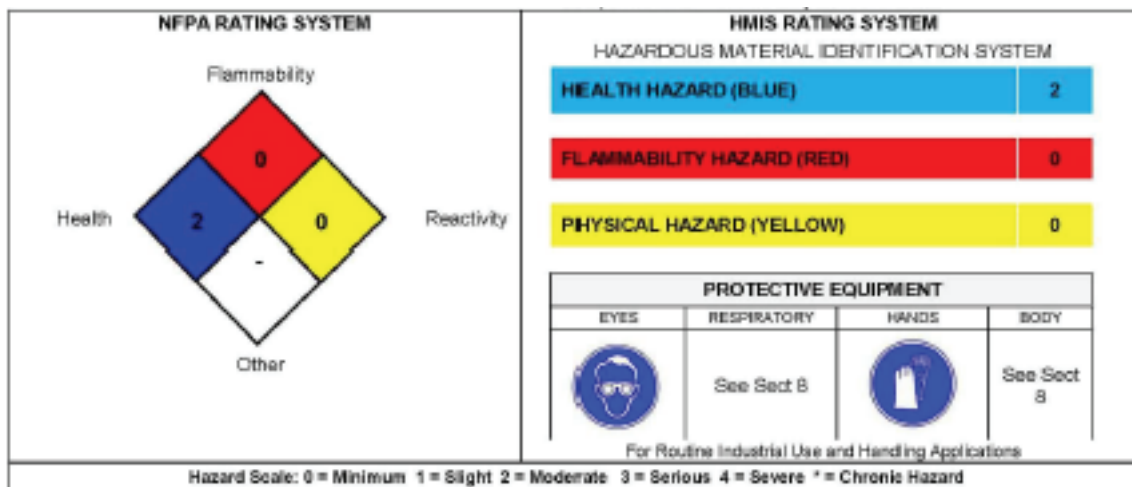 NFPA RATING SYSTEM
Flammability
0
Health
2
0
Reactivity
-
Other
HMIS RATING SYSTEM
HAZARDOUS MATERIAL IDENTIFICATION SYSTEM
HEALTH HAZARD (BLUE) 2
FLAMMABILITY HAZARD (RED) 0
PHYSICAL HAZARD (YELLOW) 0
PROTECTIVE EQUIPMENT
EYES RESPIRATORY HANDS BODY
See Sect 8
See Sect
8
For Routine Industrial Use and Handling Applications
Hazard Scale: 0 = Minimum 1 = Slight 2 = Moderate 3 = Serious 4 = Severe * = Chronic Hazard